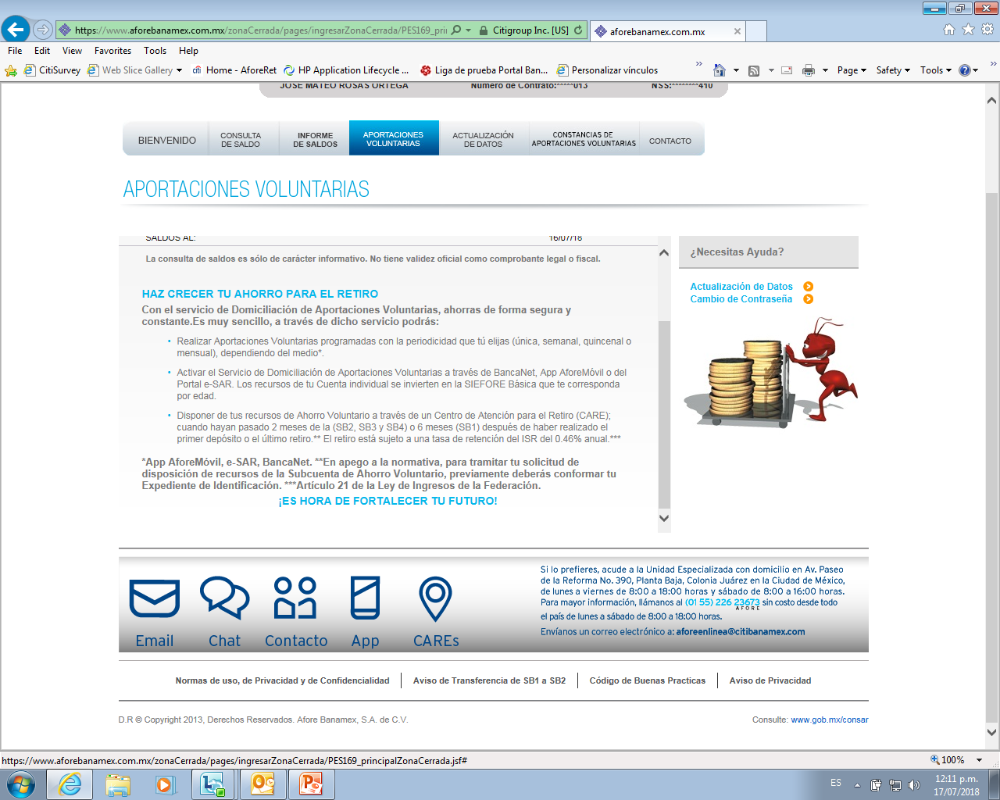 https://www.aforebanamex.com.mx/zonaCerrada/pages/ingresarZonaCerrada/PES169_pri
Citigroup Inc. [US]
aforebanamex.com.mx
File Edit View Favorites Tools Help
CitiSurvey Web Slice Gallery Home - AforeRet HP Application Lifecycle ... Liga de prueba Portal Ban... Personalizar vínculos
Page Safety Tools
JOSE MATEO ROSAS ORTEGA Número de Contrato:*****013 NSS:********410
BIENVENIDO
CONSULTA
DE SALDO
INFORME
DE SALDOS
APORTACIONES
VOLUNTARIAS
ACTUALIZACIÓN
DE DATOS
CONSTANCIAS DE
APORTACIONES VOLUNTARIAS
CONTACTO
APORTACIONES VOLUNTARIAS
SALDOS AL: 16/07/18
La consulta de saldos es sólo de carácter informativo. No tiene validez oficial como comprobante legal o fiscal.
HAZ CRECER TU AHORRO PARA EL RETIRO
Con el servicio de Domiciliación de Aportaciones Voluntarias, ahorras de forma segura y
constante.Es muy sencillo, a través de dicho servicio podrás:
• Realizar Aportaciones Voluntarias programadas con la periodicidad que tú elijas (única, semanal, quincenal o
mensual), dependiendo del medio*.
• Activar el Servicio de Domiciliación de Aportaciones Voluntarias a través de BancaNet, App AforeMóvil o del
Portal e-SAR. Los recursos de tu Cuenta individual se invierten en la SIEFORE Básica que te corresponda
por edad.
• Disponer de tus recursos de Ahorro Voluntario a través de un Centro de Atención para el Retiro (CARE);
cuando hayan pasado 2 meses de la (SB2, SB3 y SB4) o 6 meses (SB1) después de haber realizado el
primer depósito o el último retiro.** El retiro está sujeto a una tasa de retención del ISR del 0.46% anual.***
*App AforeMóvil, e-SAR, BancaNet. **En apego a la normativa, para tramitar tu solicitud de
disposición de recursos de la Subcuenta de Ahorro Voluntario, previamente deberás conformar tu
Expediente de Identificación. ***Artículo 21 de la Ley de Ingresos de la Federación.
¡ES HORA DE FORTALECER TU FUTURO!
¿Necesitas Ayuda?
Actualización de Datos
Cambio de Contraseña
Email Chat Contacto App CAREs
Si lo prefieres, acude a la Unidad Especializada con domicilio en Av. Paseo
de la Reforma No. 390, Planta Baja, Colonia Juárez en la Ciudad de México,
de lunes a viernes de 8:00 a 18:00 horas y sábado de 8:00 a 16:00 horas.
Para mayor información, llámanos al (01 55) 226 23673 sin costo desde todo
AFORE
el país de lunes a sábado de 8:00 a 18:00 horas.
Envíanos un correo electrónico a: aforeenlinea@citibanamex.com
Normas de uso, de Privacidad y de Confidencialidad
Aviso de Transferencia de SB1 a SB2
Código de Buenas Practicas
Aviso de Privacidad
D.R © Copyright 2013, Derechos Reservados. Afore Banamex, S.A. de C.V.
Consulte: www.gob.mx/consar
https://www.aforebanamex.com.mx/zonaCerrada/pages/ingresarZonaCerrada/PES169_principalZonaCerrada.jsf#
100%
ES
12:11 p.m.
17/07/2018